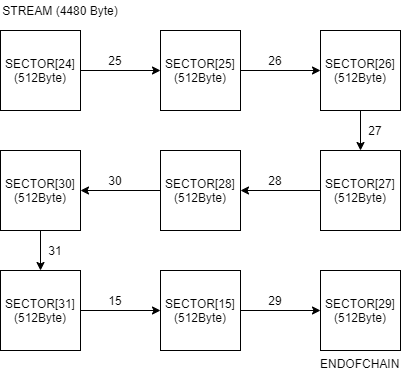 STREAM (4480 Byte)
SECTOR[24]
(512Byte)
25
SECTOR[25]
(512Byte)
26
SECTOR[26]
(512Byte)
27
SECTOR[30]
(512Byte)
30
SECTOR[28]
(512Byte)
28
SECTOR[27]
(512Byte)
31
SECTOR[31]
(512Byte)
15
SECTOR[15]
(512Byte)
29
SECTOR[29]
(512Byte)
ENDOFCHAIN